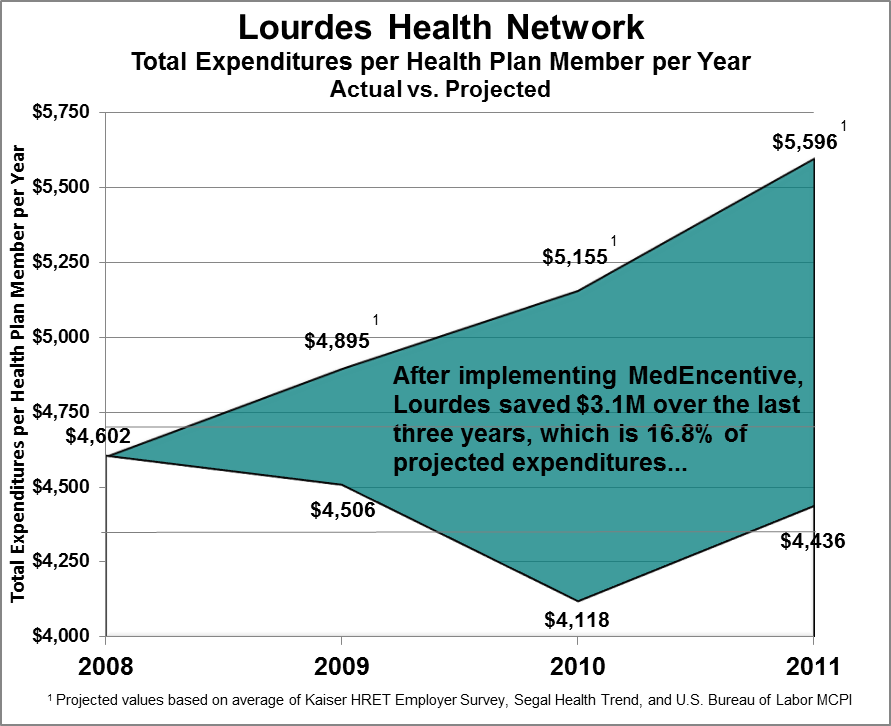 Lourdes Health Network
Total Expenditures per Health Plan Member per Year
Actual vs. Projected
Total Expenditures per Health Plan Member per Year
$5,750
$5,500
$5,250
$5,000
$4,750
$4,500
$4,250
$4,000
$5,596 1
$5,155 1
$4,895 1
$4,602
After implementing MedEncentive,
Lourdes saved $3.1M over the last
three years, which is 16.8% of
projected expenditures...
$4,506
$4,436
$4,118
2008 2009 2010 2011
1 Projected values based on average of Kaiser HRET Employer Survey, Segal Health Trend, and U.S. Bureau of Labor MCPI